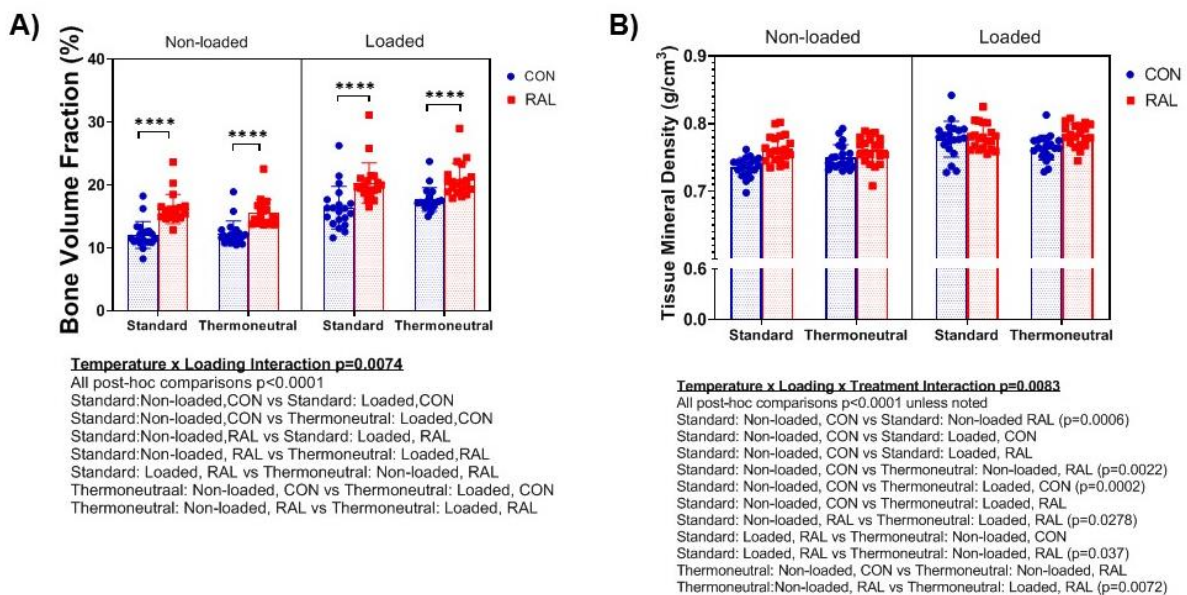 A)
Non-loaded
Loaded
Bone Volume Fraction (%)
40
30
20
10
0
****
****
****
****
CON
RAL
Standard
Thermoneutral
Standard
Thermoneutral
Temperature x Loading Interaction p=0.0074
All post-hoc comparisons p<0.0001
Standard:Non-loaded,CON vs Standard: Loaded,CON
Standard:Non-loaded,CON vs Thermoneutral: Loaded,CON
Standard:Non-loaded,RAL vs Standard: Loaded, RAL
Standard:Non-loaded, RAL vs Thermoneutral: Loaded,RAL
Standard: Loaded, RAL vs Thermoneutral: Non-loaded, RAL
Thermoneutraal: Non-loaded, CON vs Thermoneutral: Loaded, CON
Thermoneutral: Non-loaded, RAL vs Thermoneutral: Loaded, RAL
B)
Non-loaded
Loaded
Tissue Mineral Density (g/cm³)
0.9
0.8
0.7
0.6
0.0
CON
RAL
Standard
Thermoneutral
Standard
Thermoneutral
Temperature x Loading x Treatment Interaction p=0.0083
All post-hoc comparisons p<0.0001 unless noted
Standard: Non-loaded, CON vs Standard: Non-loaded RAL (p=0.0006)
Standard: Non-loaded, CON vs Standard: Loaded, CON
Standard: Non-loaded, CON vs Standard: Loaded, RAL
Standard: Non-loaded, CON vs Thermoneutral: Non-loaded, RAL (p=0.0022)
Standard: Non-loaded, CON vs Thermoneutral: Loaded, CON (p=0.0002)
Standard: Non-loaded, CON vs Thermoneutral: Loaded, RAL
Standard: Non-loaded, RAL vs Thermoneutral: Loaded, RAL (p=0.0278)
Standard: Loaded, RAL vs Thermoneutral: Non-loaded, CON
Standard: Loaded, RAL vs Thermoneutral: Non-loaded, RAL (p=0.037)
Thermoneutral: Non-loaded, CON vs Thermoneutral: Non-loaded, RAL
Thermoneutral:Non-loaded, RAL vs Thermoneutral: Loaded, RAL (p=0.0072)